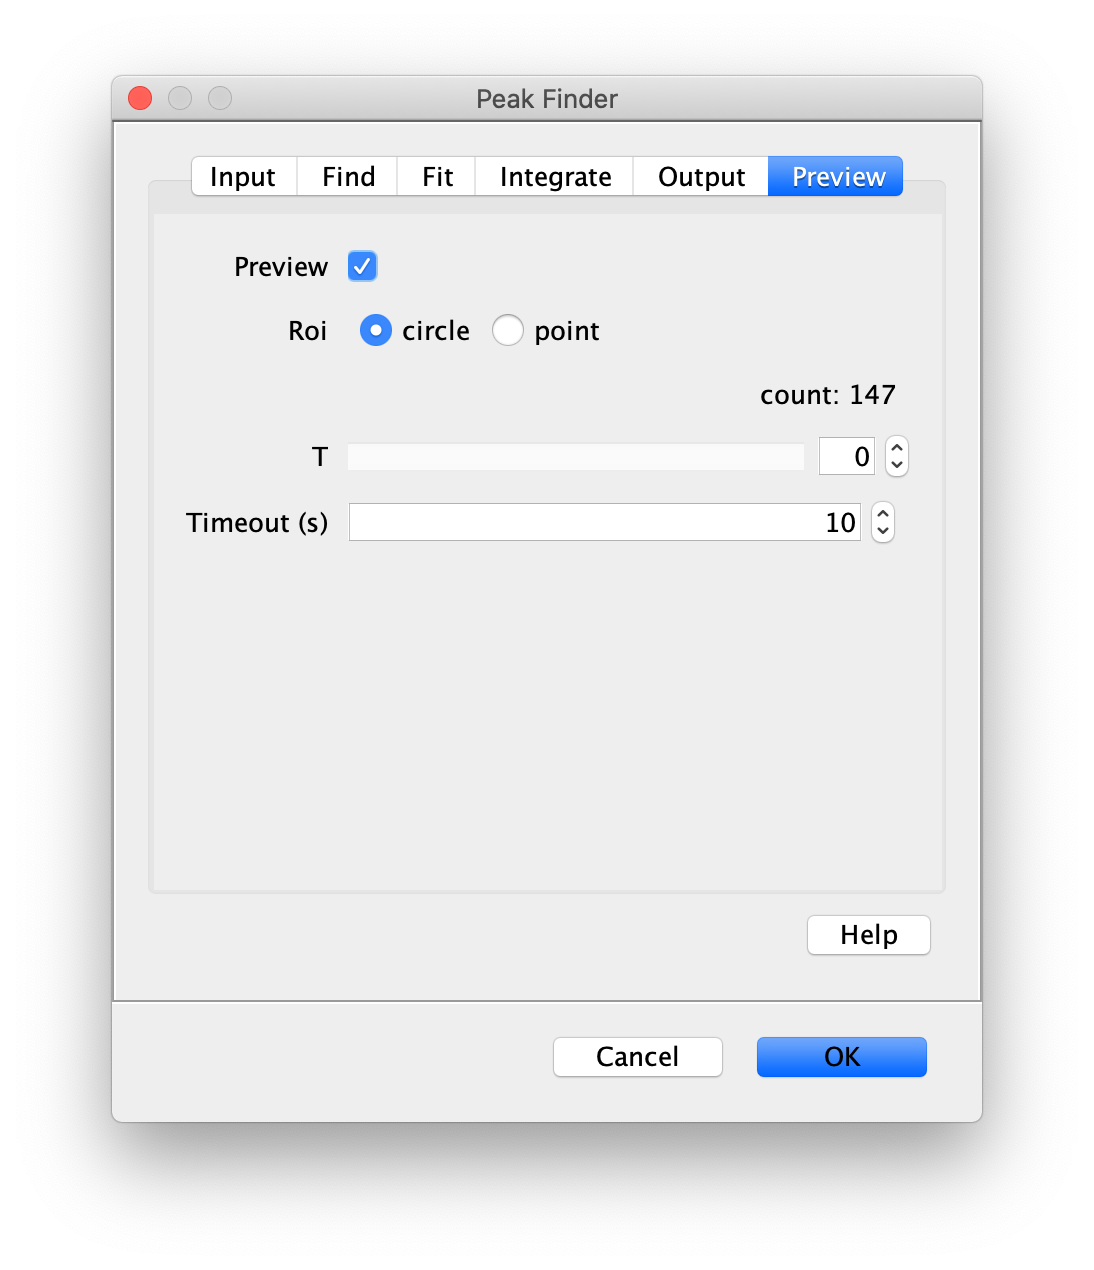 Peak Finder
Input Find Fit Integrate Output Preview
Preview
Roi circle point
count: 147
T 0
Timeout (s) 10
Help
Cancel OK